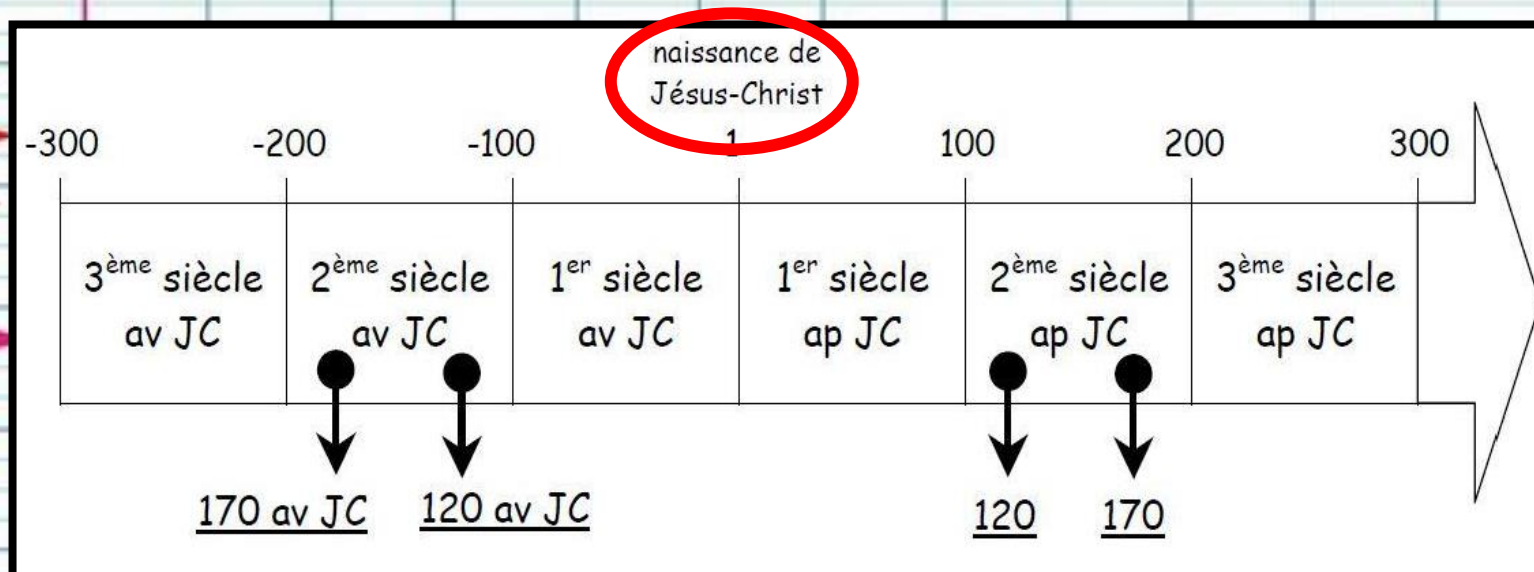 naissance de
Jésus-Christ
-300 -200 -100 1 100 200 300
3ème siècle 2ème siècle 1er siècle 1er siècle 2ème siècle 3ème siècle
av JC av JC av JC ap JC ap JC ap JC
170 av JC 120 av JC 120 170